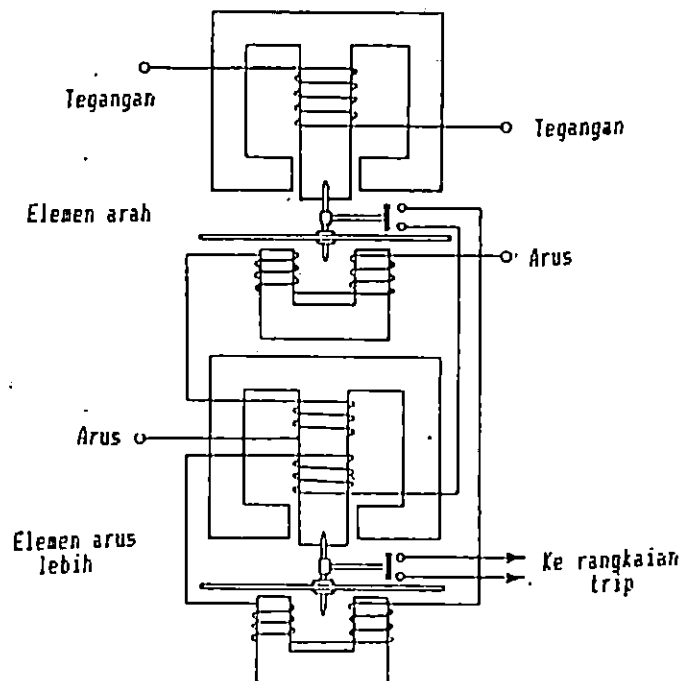 Tegangan
Tegangan
Elemen arah
Arus
Arus
Elemen arus
lebih
Ke rangkaian
trip